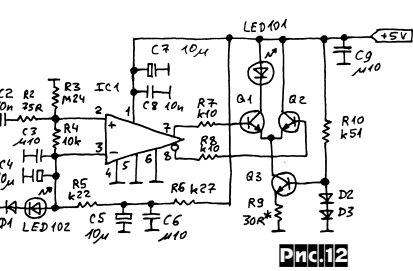 LED101
C7 10µ
+5V
C2
R2
R3
IC1
C9
µ10
75R
M24
1
C8 10n
Q1
Q2
C3
R4
2
R7
µ10
10k
+
7
k10
R10
C4
3
-
8
R8
k51
4 5 6
k10
Q3
R5
R6 k27
D2
k22
R9
D3
D1
LED102
C5
C6
30R*
10µ
µ10
Рис.12